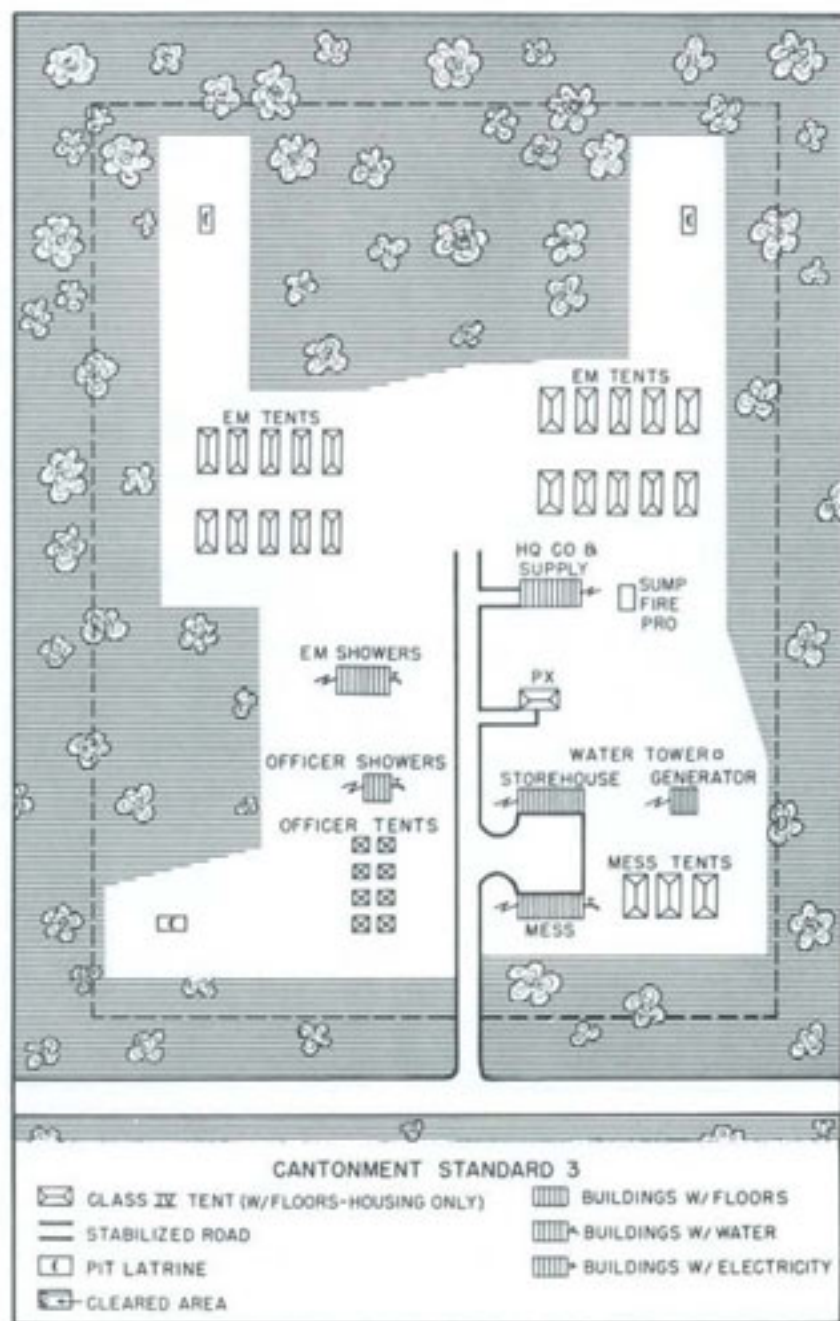 EM TENTS
EM TENTS
HQ CO &
SUPPLY
SUMP
FIRE
PRO
EM SHOWERS
PX
WATER TOWER
OFFICER SHOWERS
STOREHOUSE
GENERATOR
OFFICER TENTS
MESS TENTS
MESS
CANTONMENT STANDARD 3
CLASS IV TENT (W/FLOORS-HOUSING ONLY)
BUILDINGS W/FLOORS
STABILIZED ROAD
BUILDINGS W/WATER
PIT LATRINE
BUILDINGS W/ELECTRICITY
CLEARED AREA